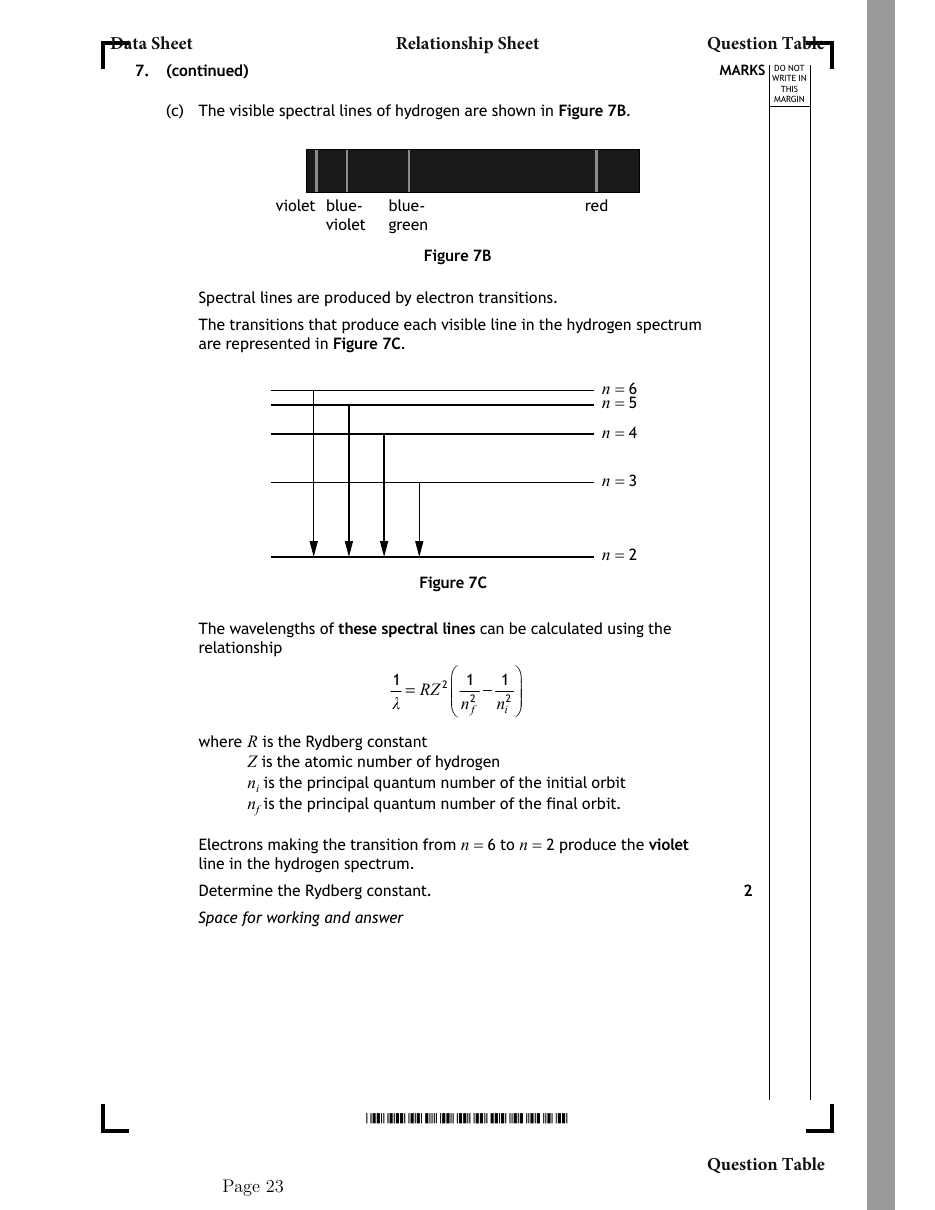 Data Sheet Relationship Sheet Question Table
7. (continued) MARKS DO NOT
WRITE IN
THIS
MARGIN
(c) The visible spectral lines of hydrogen are shown in Figure 7B.
violet blue- blue- red
violet green
Figure 7B
Spectral lines are produced by electron transitions.
The transitions that produce each visible line in the hydrogen spectrum
are represented in Figure 7C.
n = 6
n = 5
n = 4
n = 3
n = 2
Figure 7C
The wavelengths of these spectral lines can be calculated using the
relationship
1/λ = RZ²(1/n_f² − 1/n_i²)
where R is the Rydberg constant
Z is the atomic number of hydrogen
n_i is the principal quantum number of the initial orbit
n_f is the principal quantum number of the final orbit.
Electrons making the transition from n = 6 to n = 2 produce the violet
line in the hydrogen spectrum.
Determine the Rydberg constant. 2
Space for working and answer
Question Table
Page 23